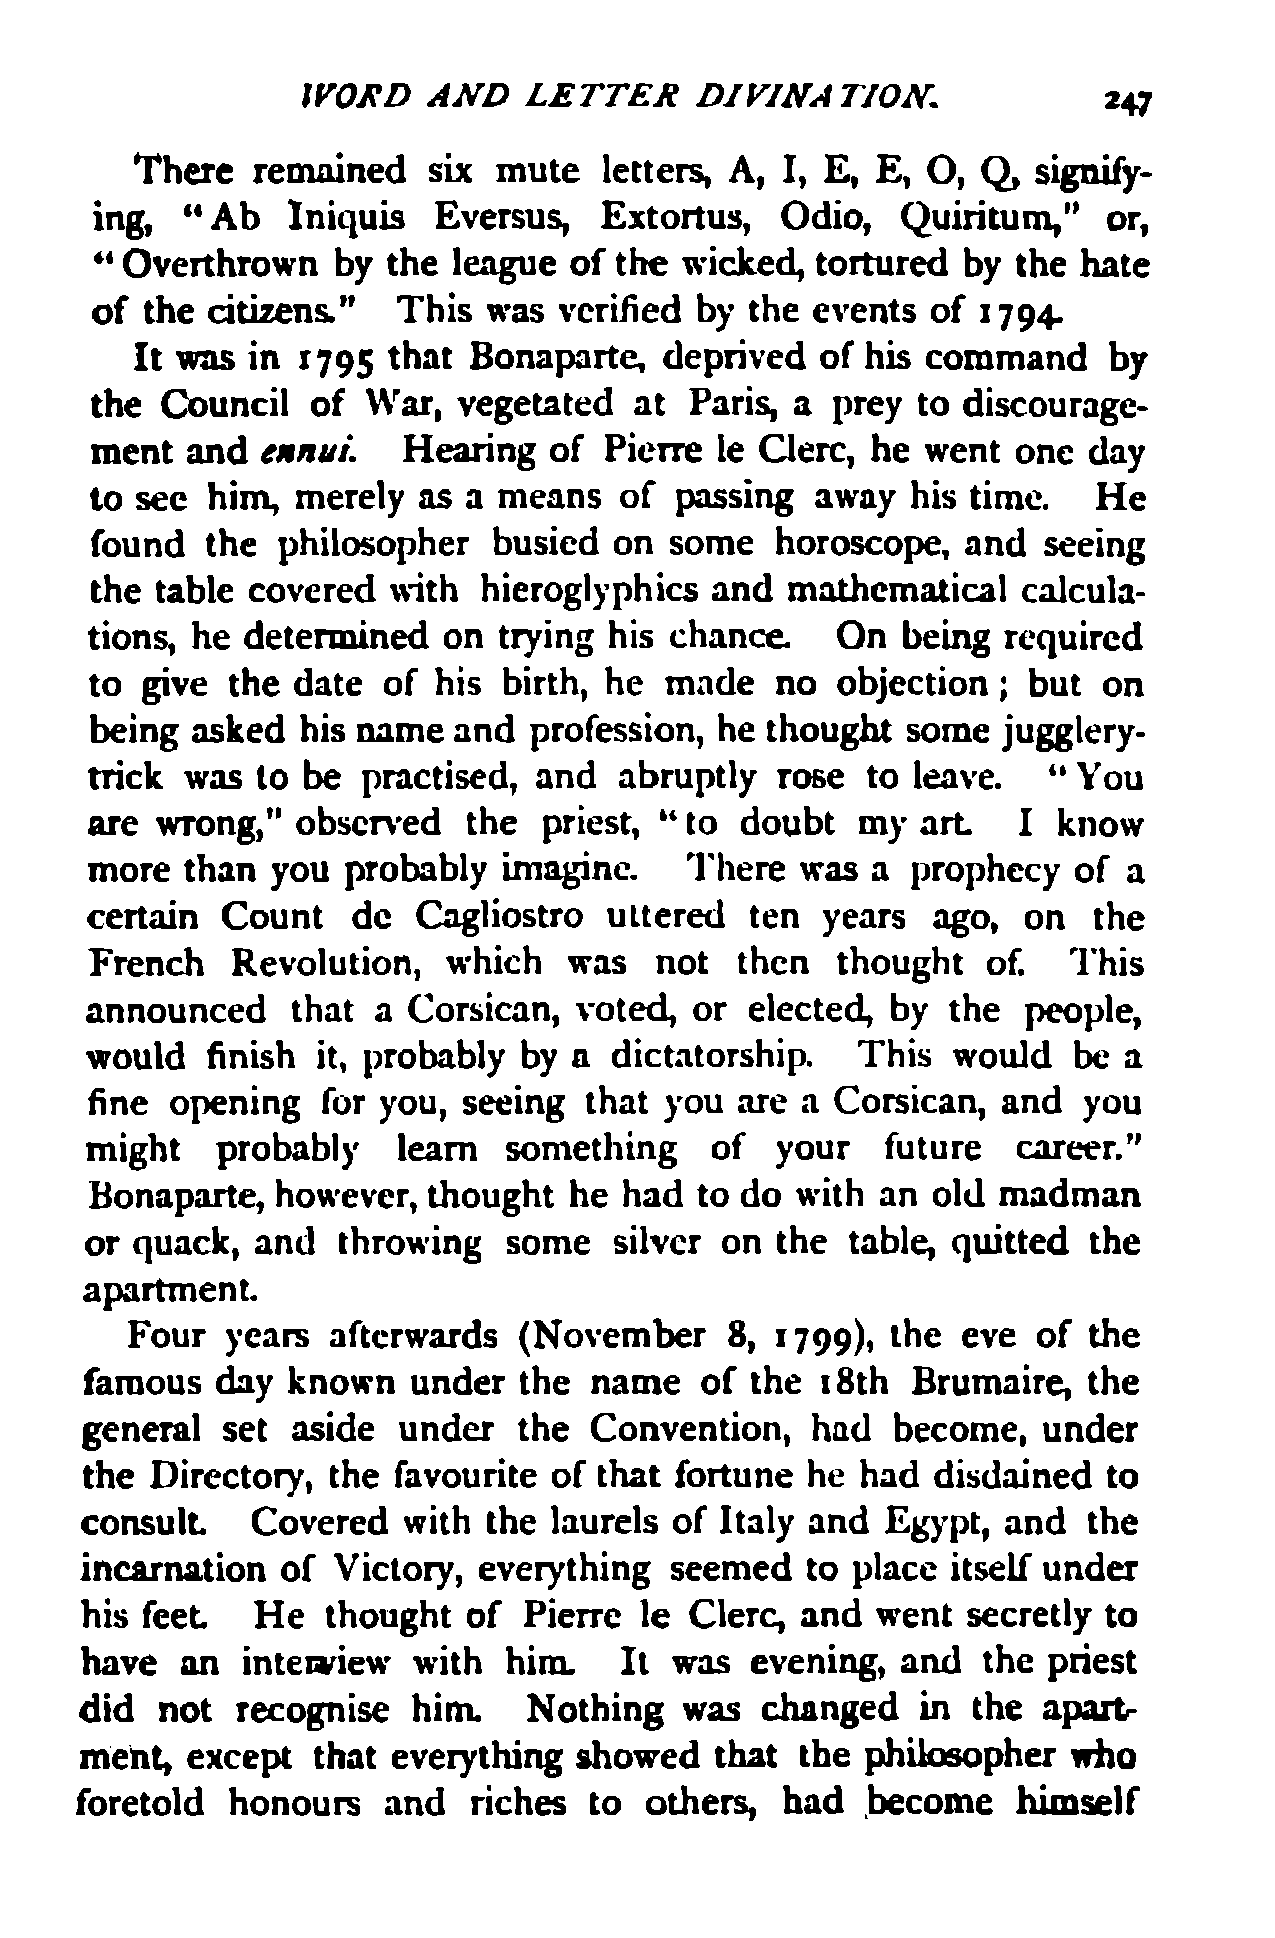 WORD AND LETTER DIVINATION. 247
There remained six mute letters, A, I, E, E, O, Q, signify-
ing, "Ab Iniquis Eversus, Extortus, Odio, Quiritum," or,
"Overthrown by the league of the wicked, tortured by the hate
of the citizens." This was verified by the events of 1794.
It was in 1795 that Bonaparte, deprived of his command by
the Council of War, vegetated at Paris, a prey to discourage-
ment and ennui. Hearing of Pierre le Clerc, he went one day
to see him, merely as a means of passing away his time. He
found the philosopher busied on some horoscope, and seeing
the table covered with hieroglyphics and mathematical calcula-
tions, he determined on trying his chance. On being required
to give the date of his birth, he made no objection; but on
being asked his name and profession, he thought some jugglery-
trick was to be practised, and abruptly rose to leave. "You
are wrong," observed the priest, "to doubt my art. I know
more than you probably imagine. There was a prophecy of a
certain Count de Cagliostro uttered ten years ago, on the
French Revolution, which was not then thought of. This
announced that a Corsican, voted, or elected, by the people,
would finish it, probably by a dictatorship. This would be a
fine opening for you, seeing that you are a Corsican, and you
might probably learn something of your future career."
Bonaparte, however, thought he had to do with an old madman
or quack, and throwing some silver on the table, quitted the
apartment.
Four years afterwards (November 8, 1799), the eve of the
famous day known under the name of the 18th Brumaire, the
general set aside under the Convention, had become, under
the Directory, the favourite of that fortune he had disdained to
consult. Covered with the laurels of Italy and Egypt, and the
incarnation of Victory, everything seemed to place itself under
his feet. He thought of Pierre le Clerc, and went secretly to
have an interview with him. It was evening, and the priest
did not recognise him. Nothing was changed in the apart-
ment, except that everything showed that the philosopher who
foretold honours and riches to others, had become himself